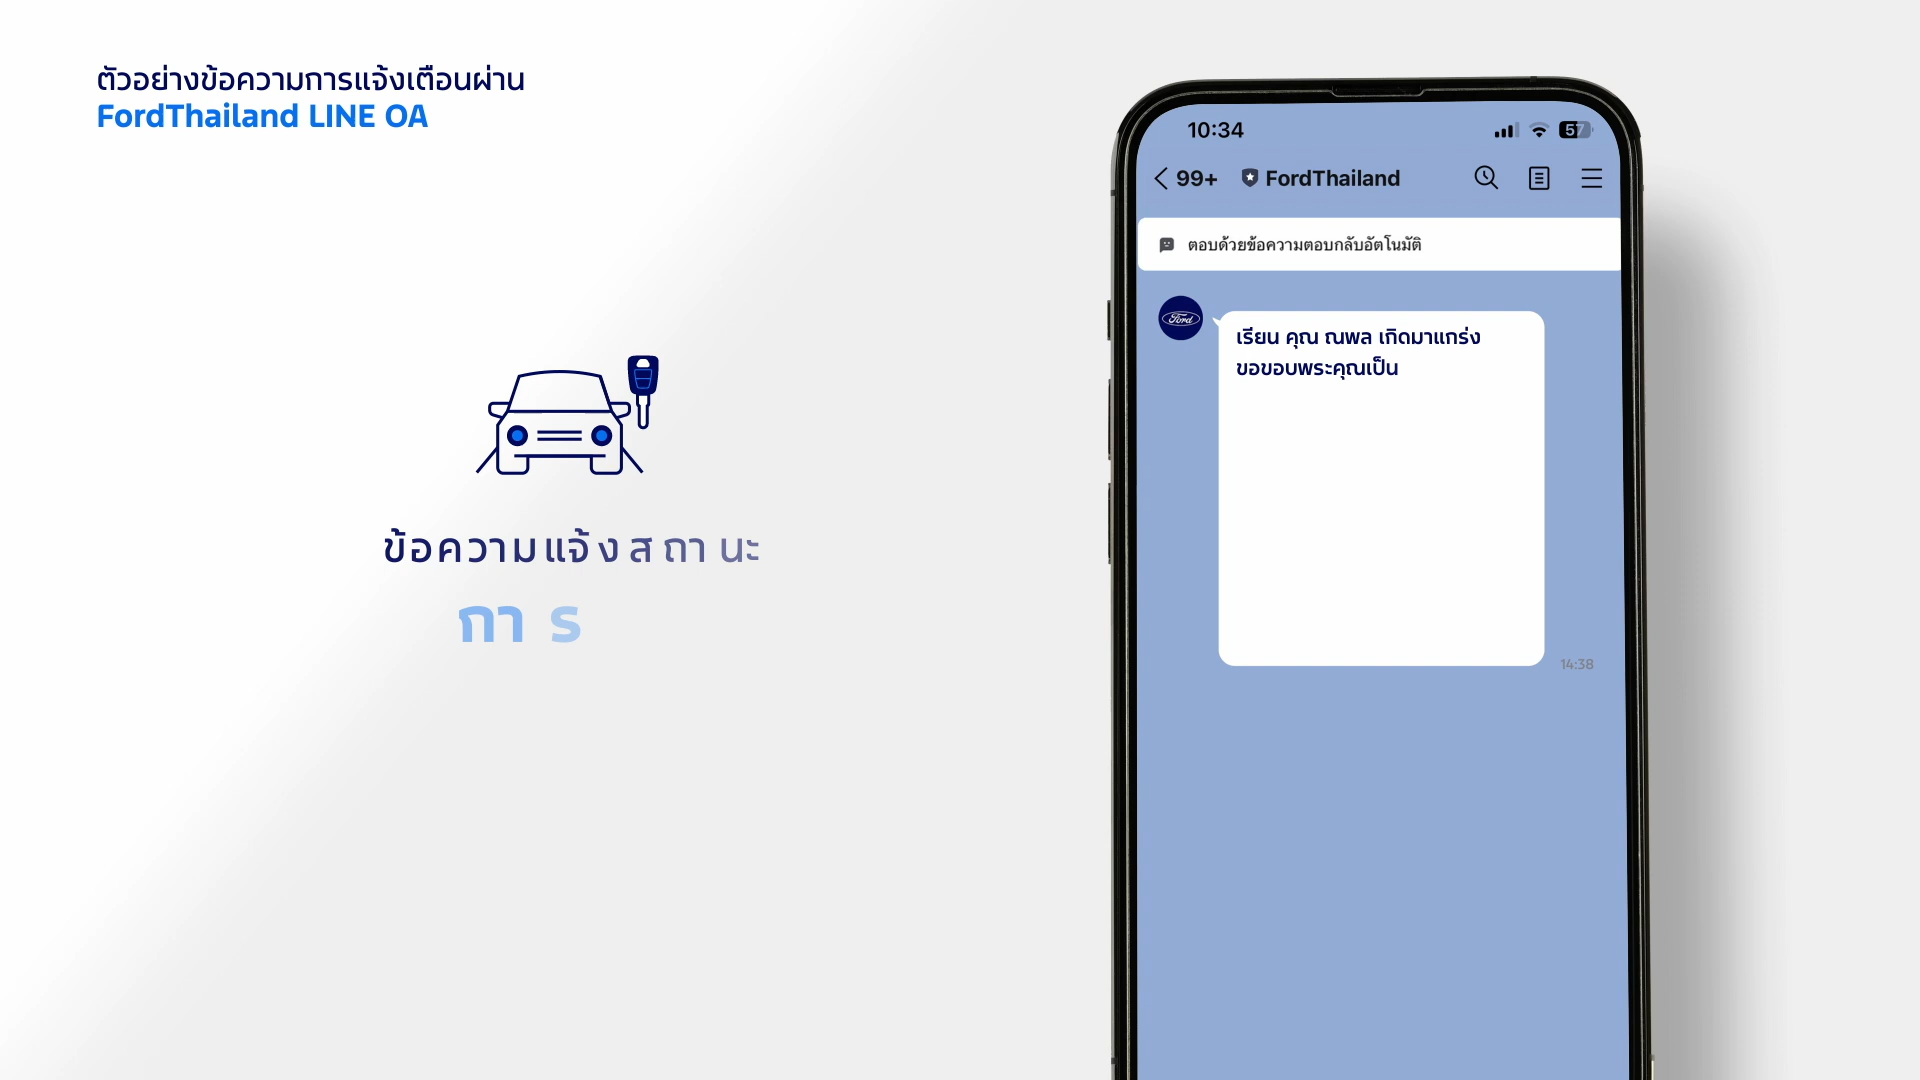 ตัวอย่างข้อความการแจ้งเตือนผ่าน
FordThailand LINE OA
ข้อความแจ้งสถานะ
การ
10:34
57
99+ FordThailand
ตอบด้วยข้อความตอบกลับอัตโนมัติ
Ford
เรียน คุณ ณพล เกิดมาแกร่ง
ขอขอบพระคุณเป็น
14:38